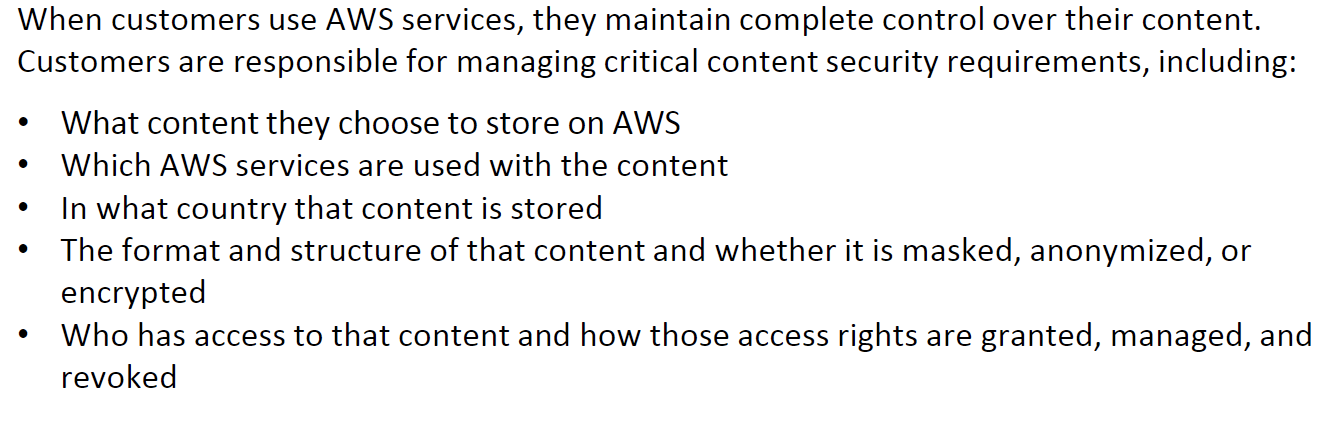 When customers use AWS services, they maintain complete control over their content.
Customers are responsible for managing critical content security requirements, including:
• What content they choose to store on AWS
• Which AWS services are used with the content
• In what country that content is stored
• The format and structure of that content and whether it is masked, anonymized, or
encrypted
• Who has access to that content and how those access rights are granted, managed, and
revoked